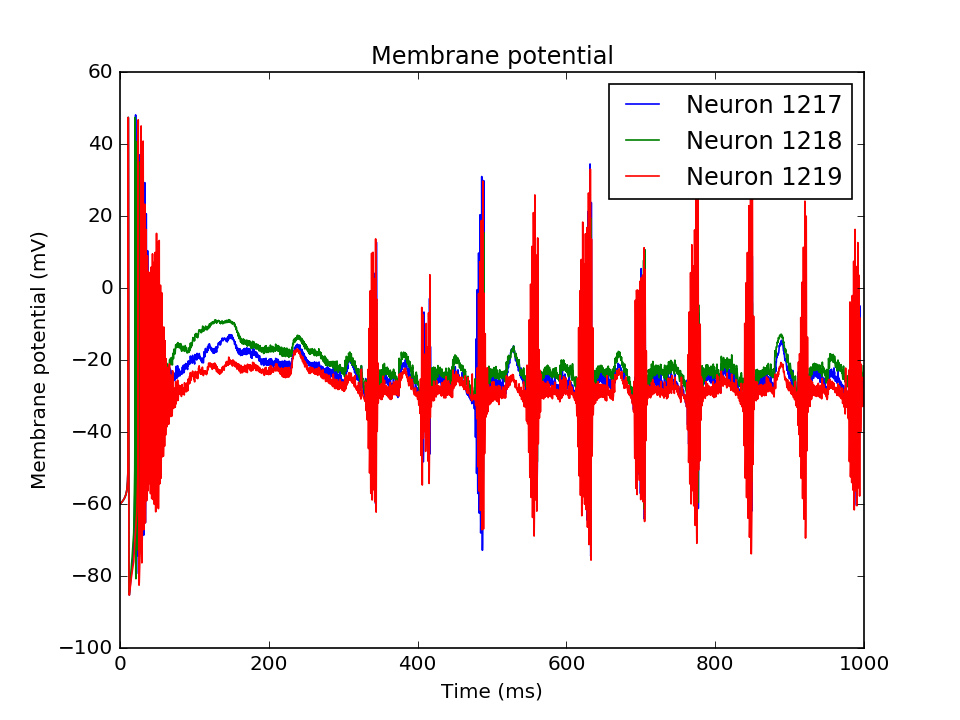 Membrane potential
Neuron 1217
Neuron 1218
Neuron 1219
Membrane potential (mV)
60
40
20
0
−20
−40
−60
−80
−100
0 200 400 600 800 1000
Time (ms)